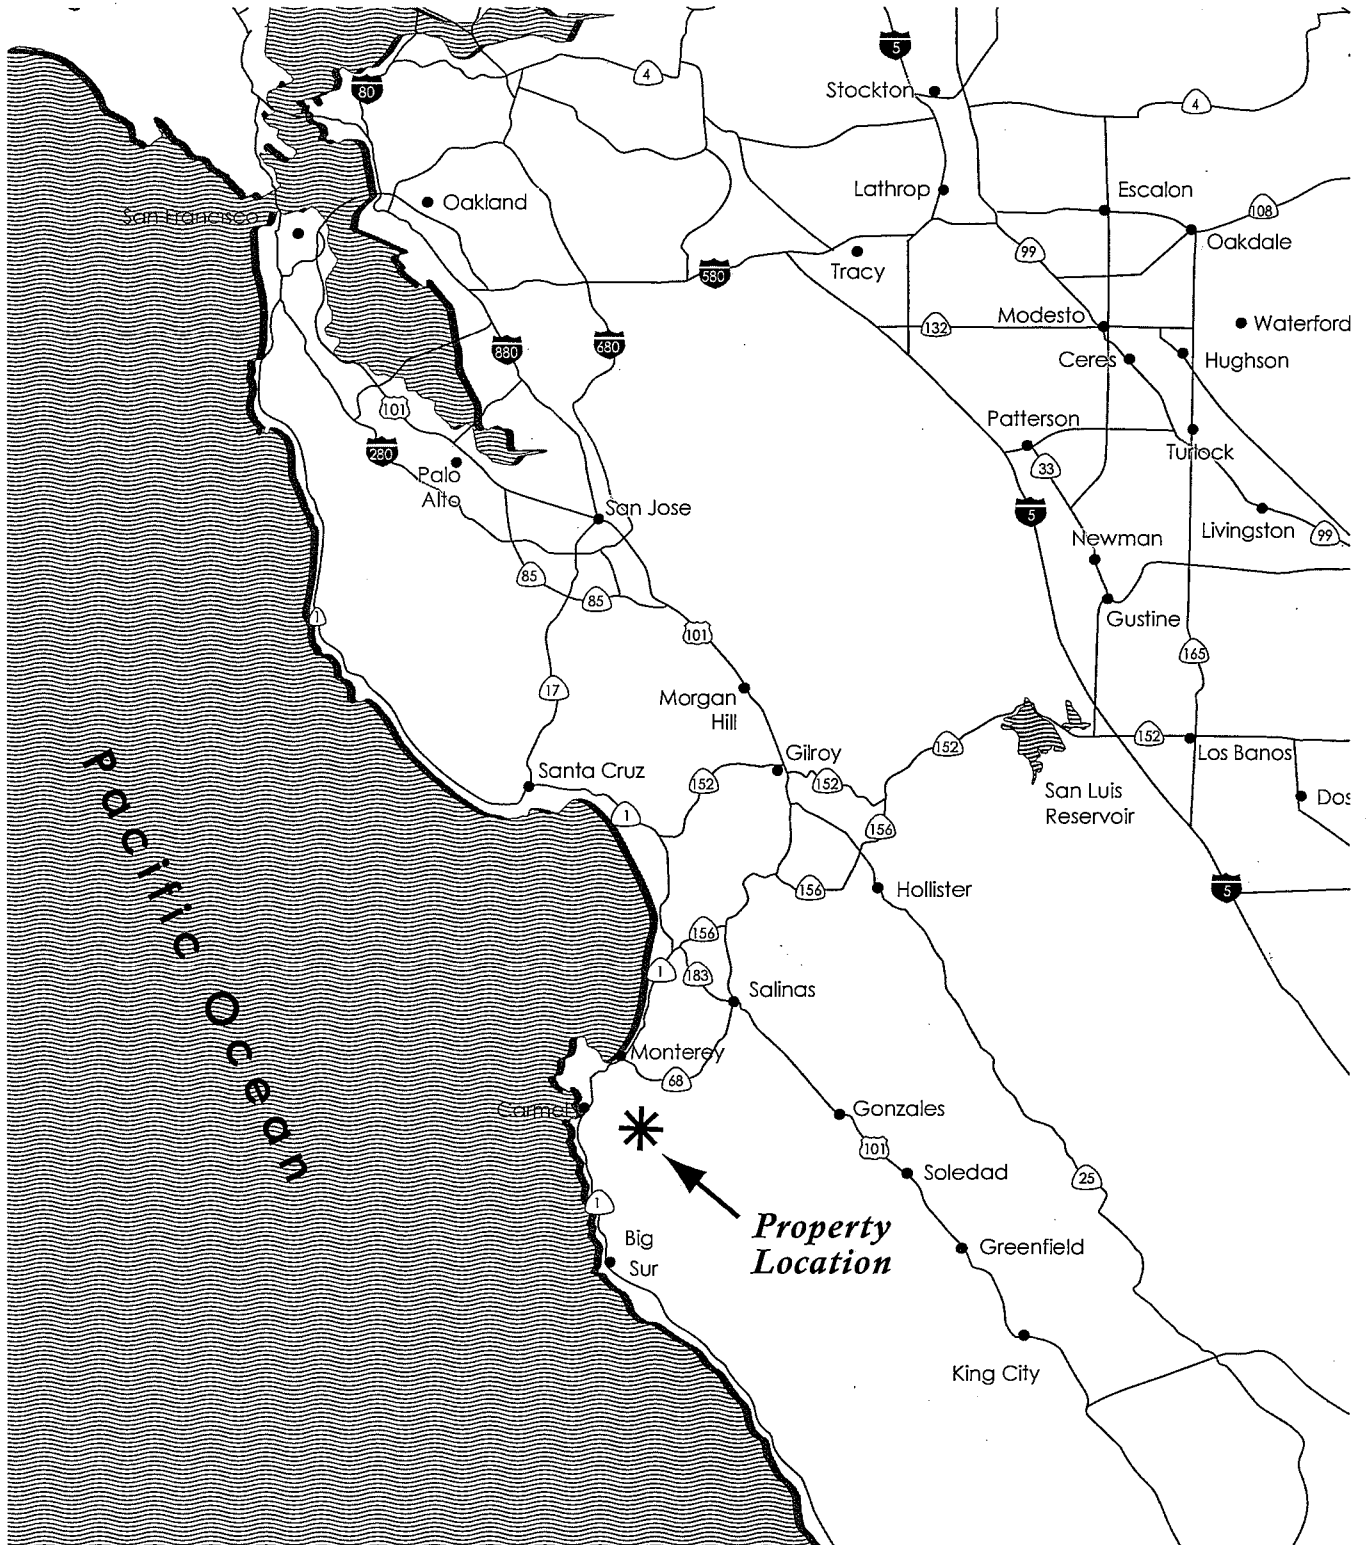 5
4
80
Stockton
4
Lathrop
Escalon
108
Oakland
San Francisco
Oakdale
99
Tracy
580
Modesto
132
Waterford
880
680
Ceres
Hughson
101
Patterson
280
Turlock
33
Palo
Alto
San Jose
5
Livingston
99
Newman
85
85
Gustine
1
101
165
17
Morgan
Hill
152
152
Los Banos
Gilroy
Santa Cruz
152
152
San Luis
Reservoir
Dos
1
156
Pacific Ocean
156
Hollister
5
156
1
183
Salinas
Monterey
68
Carmel
Gonzales
101
Soledad
25
1
Property
Location
Big
Sur
Greenfield
King City